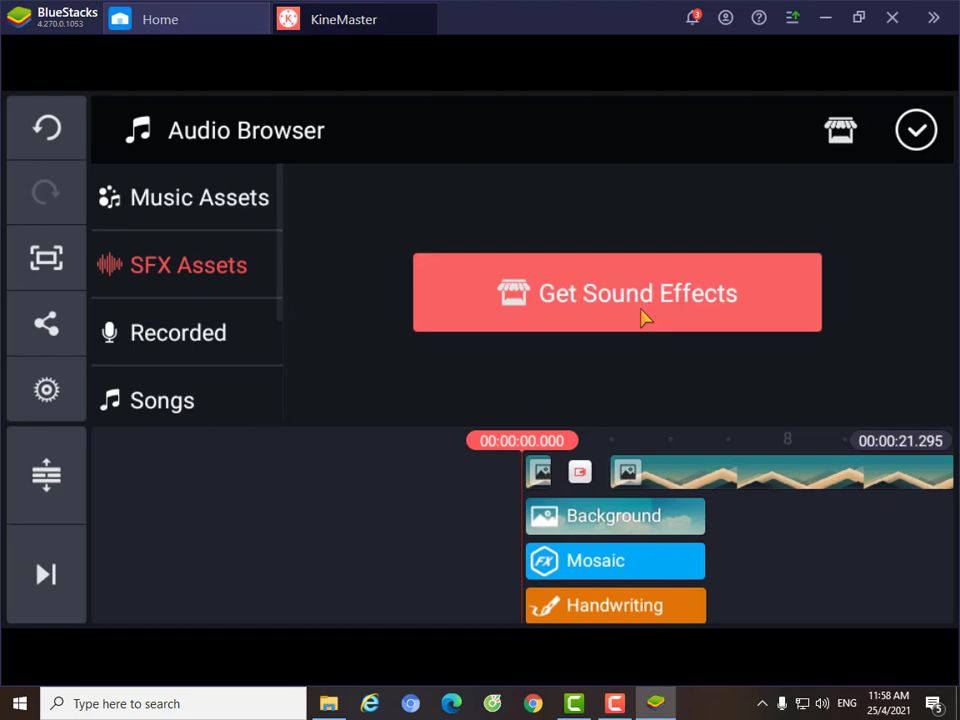 BlueStacks
4.270.0.1053
Home
KineMaster
3
Audio Browser
Music Assets
SFX Assets
Recorded
Songs
Get Sound Effects
00:00:00.000
8
00:00:21.295
Background
FX Mosaic
Handwriting
Type here to search
ENG
11:58 AM
25/4/2021
5